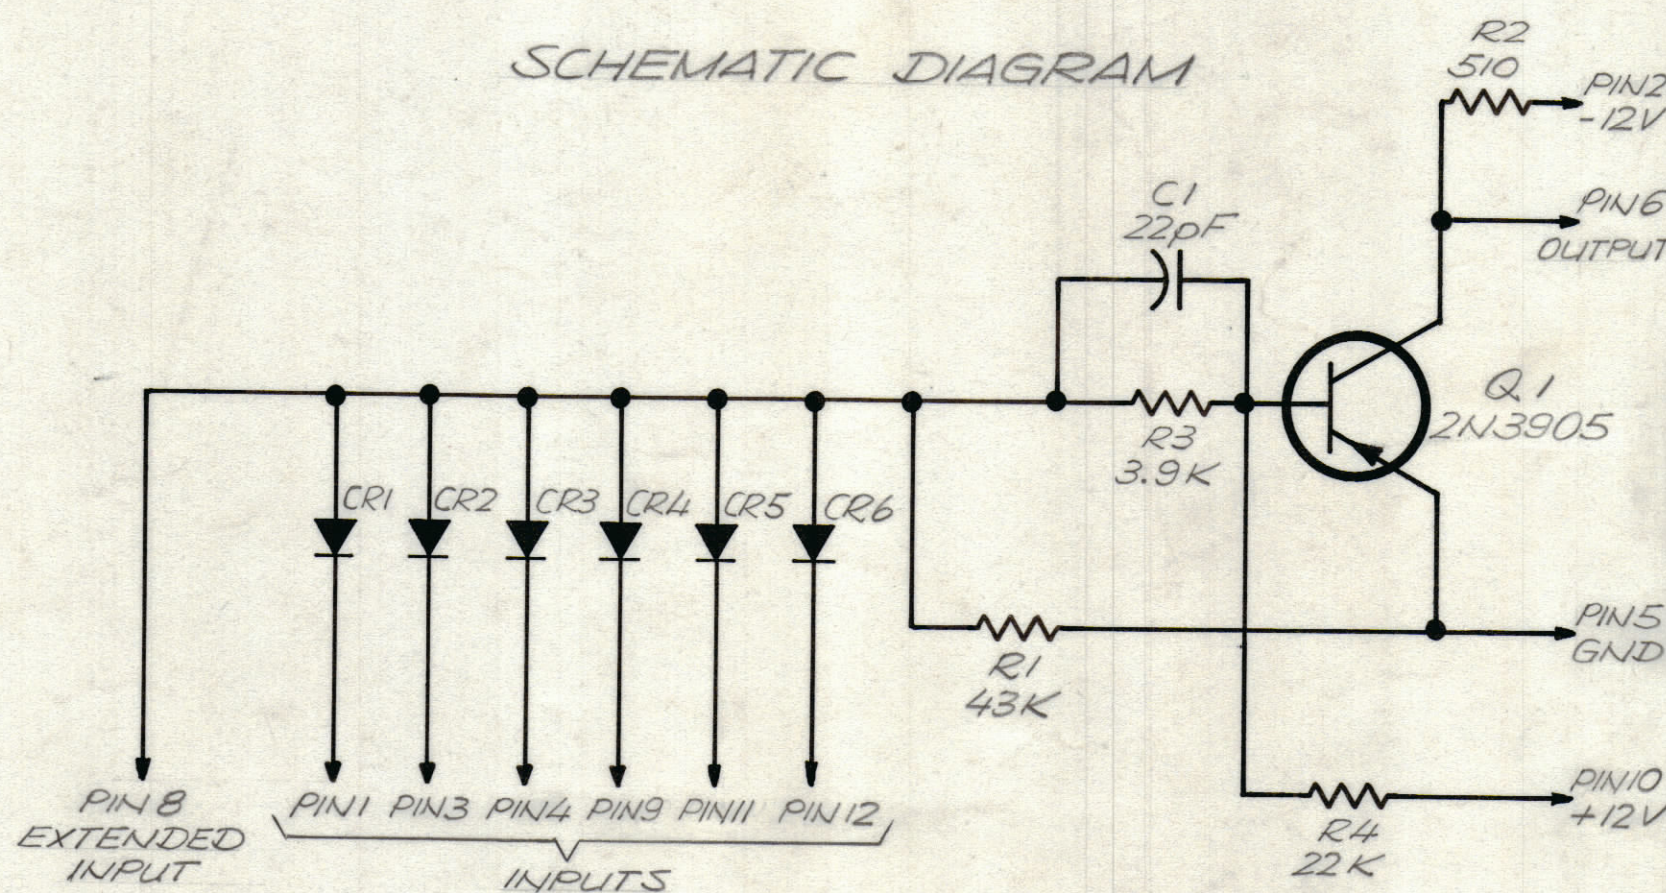 SCHEMATIC DIAGRAM
R2
510
PIN2
-12V
PIN6
OUTPUT
C1
22pF
R3
3.9K
Q1
2N3905
CR1 CR2 CR3 CR4 CR5 CR6
R1
43K
PIN5
GND
PIN10
+12V
R4
22K
PIN 8
EXTENDED
INPUT
PIN1 PIN3 PIN4 PIN9 PIN11 PIN12
INPUTS